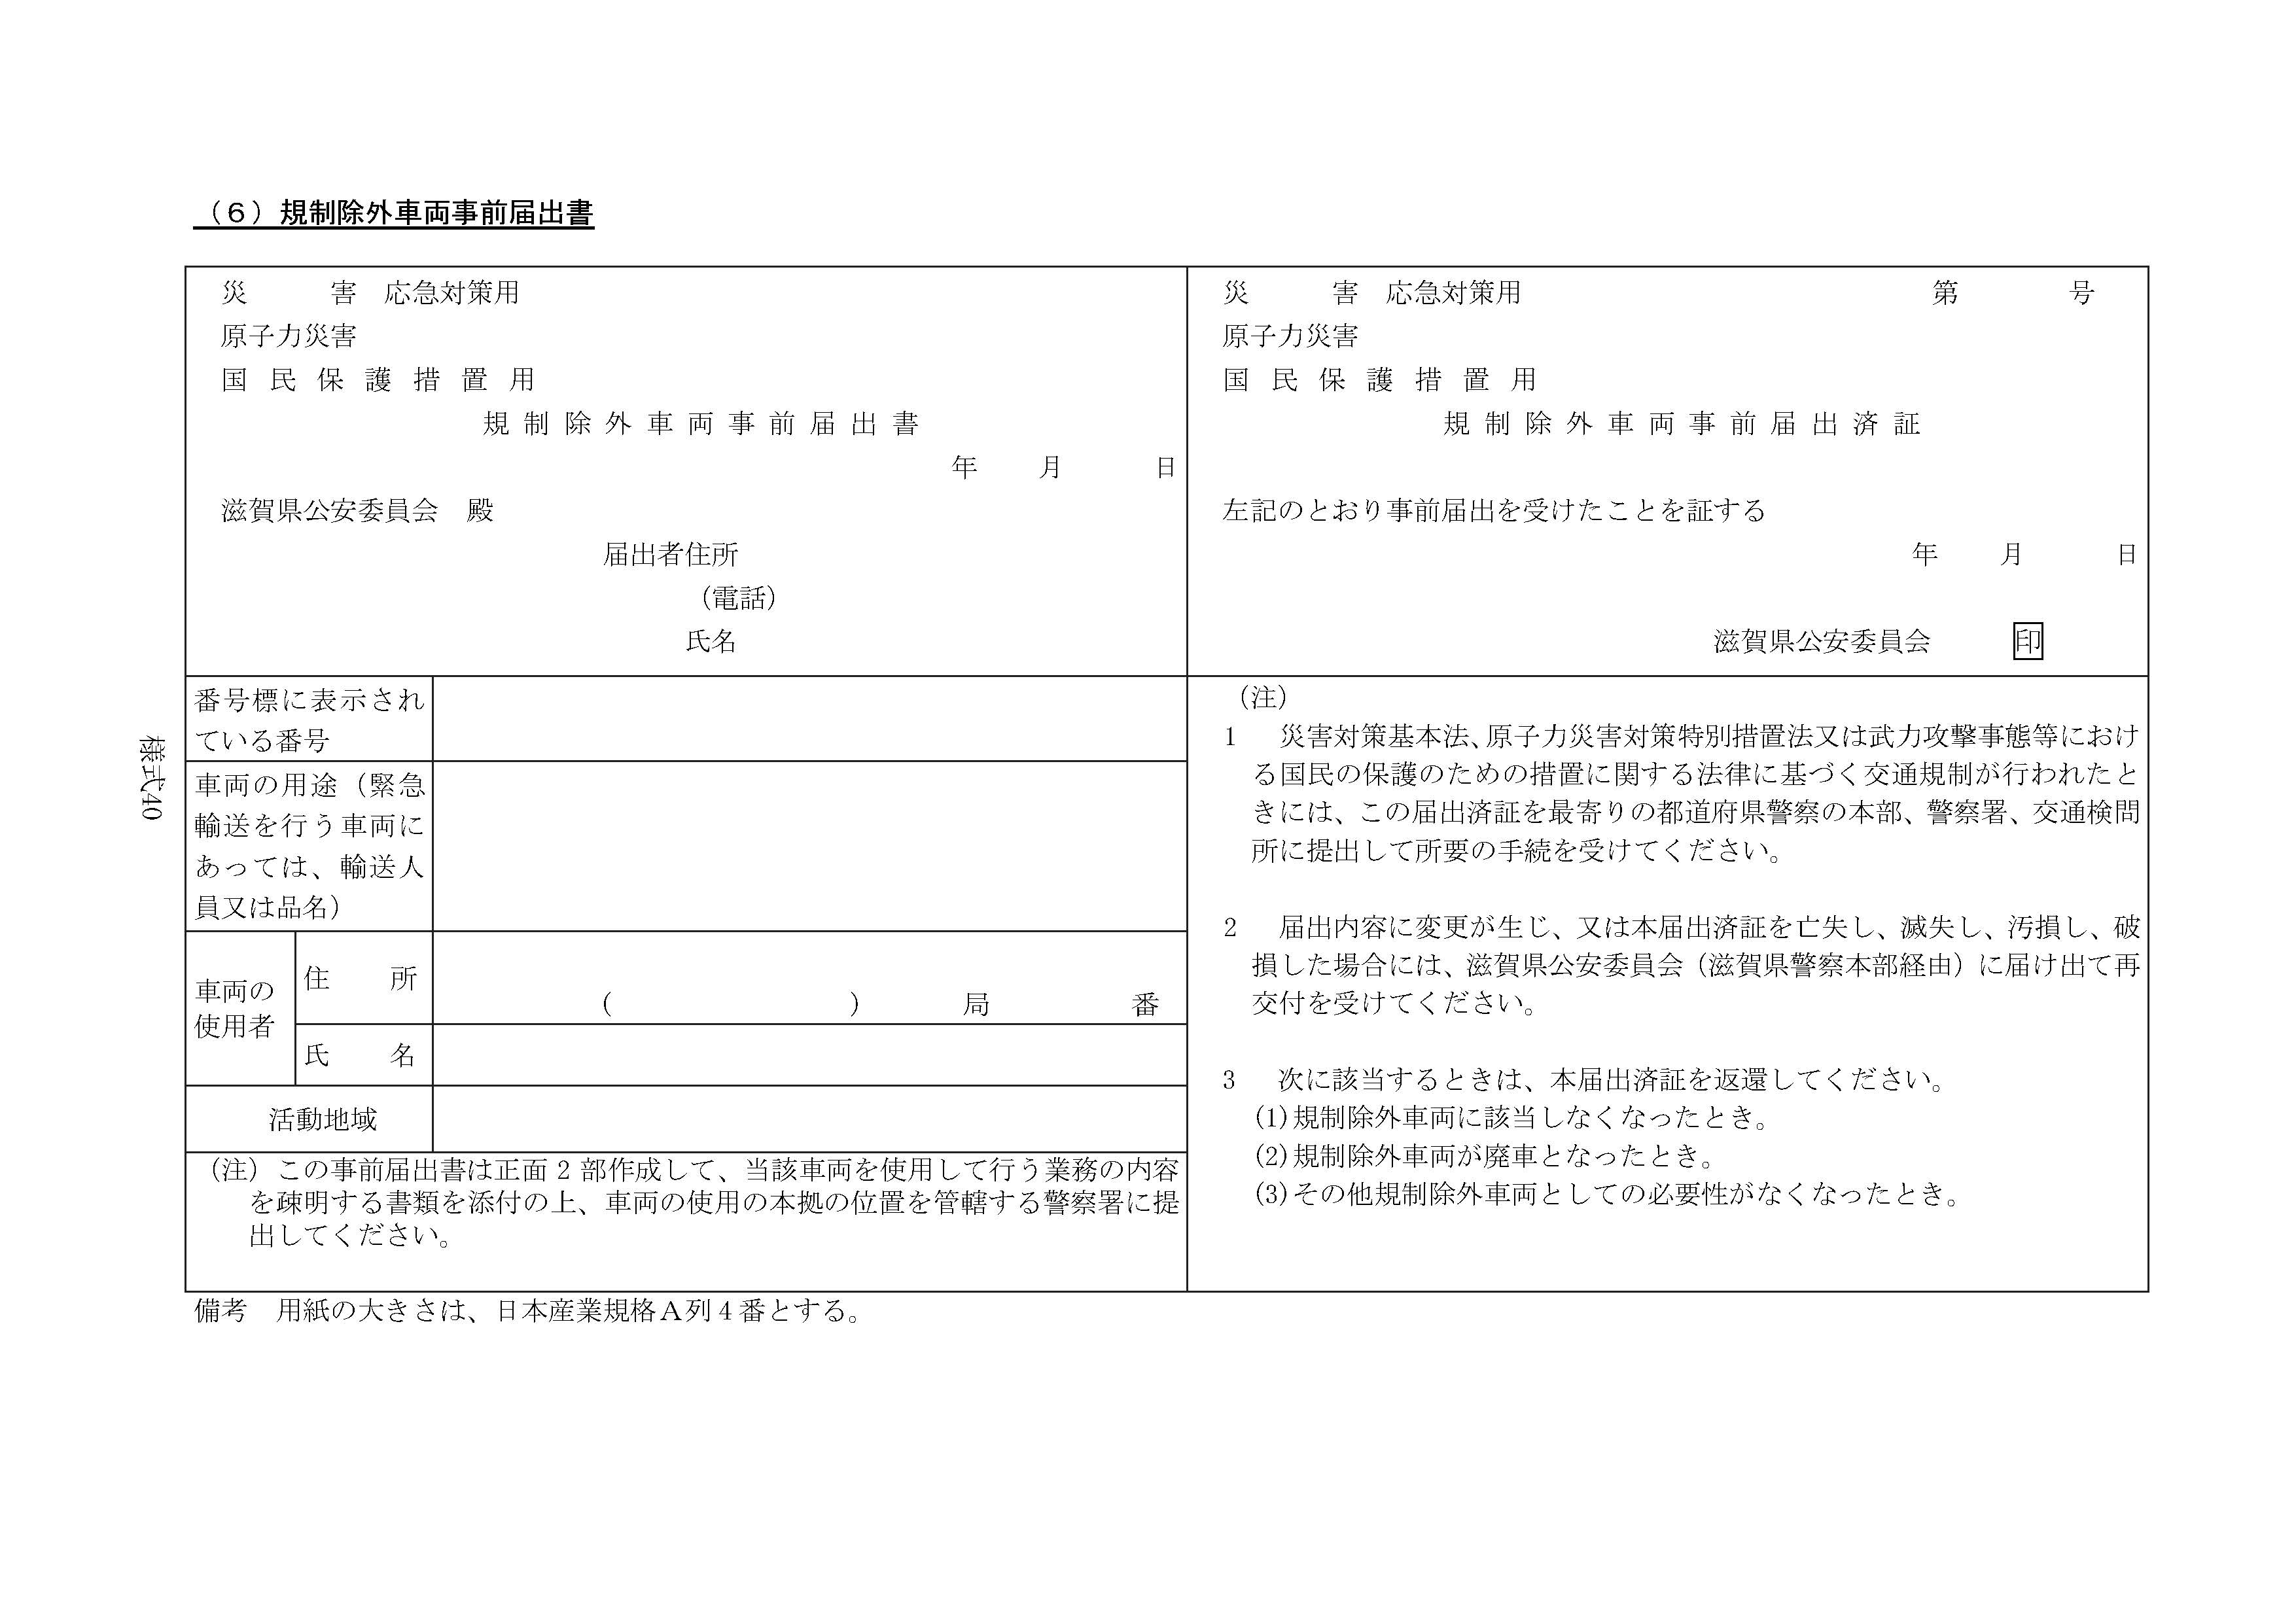 （６）規制除外車両事前届出書
災　　害　応急対策用
原子力災害
国民保護措置用
規制除外車両事前届出書
年　　月　　日
滋賀県公安委員会　殿
届出者住所
（電話）
氏名
番号標に表示され
ている番号
車両の用途（緊急
輸送を行う車両に
あっては、輸送人
員又は品名）
車両の
使用者
住　　所
（　　　　）　　局　　番
氏　　名
活動地域
（注）この事前届出書は正面２部作成して、当該車両を使用して行う業務の内容
を疎明する書類を添付の上、車両の使用の本拠の位置を管轄する警察署に提
出してください。
災　　害　応急対策用　　第　　号
原子力災害
国民保護措置用
規制除外車両事前届出済証
左記のとおり事前届出を受けたことを証する
年　　月　　日
滋賀県公安委員会　　印
（注）
1　災害対策基本法、原子力災害対策特別措置法又は武力攻撃事態等におけ
る国民の保護のための措置に関する法律に基づく交通規制が行われたと
きには、この届出済証を最寄りの都道府県警察の本部、警察署、交通検問
所に提出して所要の手続を受けてください。
2　届出内容に変更が生じ、又は本届出済証を亡失し、滅失し、汚損し、破
損した場合には、滋賀県公安委員会（滋賀県警察本部経由）に届け出て再
交付を受けてください。
3　次に該当するときは、本届出済証を返還してください。
(1)規制除外車両に該当しなくなったとき。
(2)規制除外車両が廃車となったとき。
(3)その他規制除外車両としての必要性がなくなったとき。
備考　用紙の大きさは、日本産業規格Ａ列４番とする。
様式40